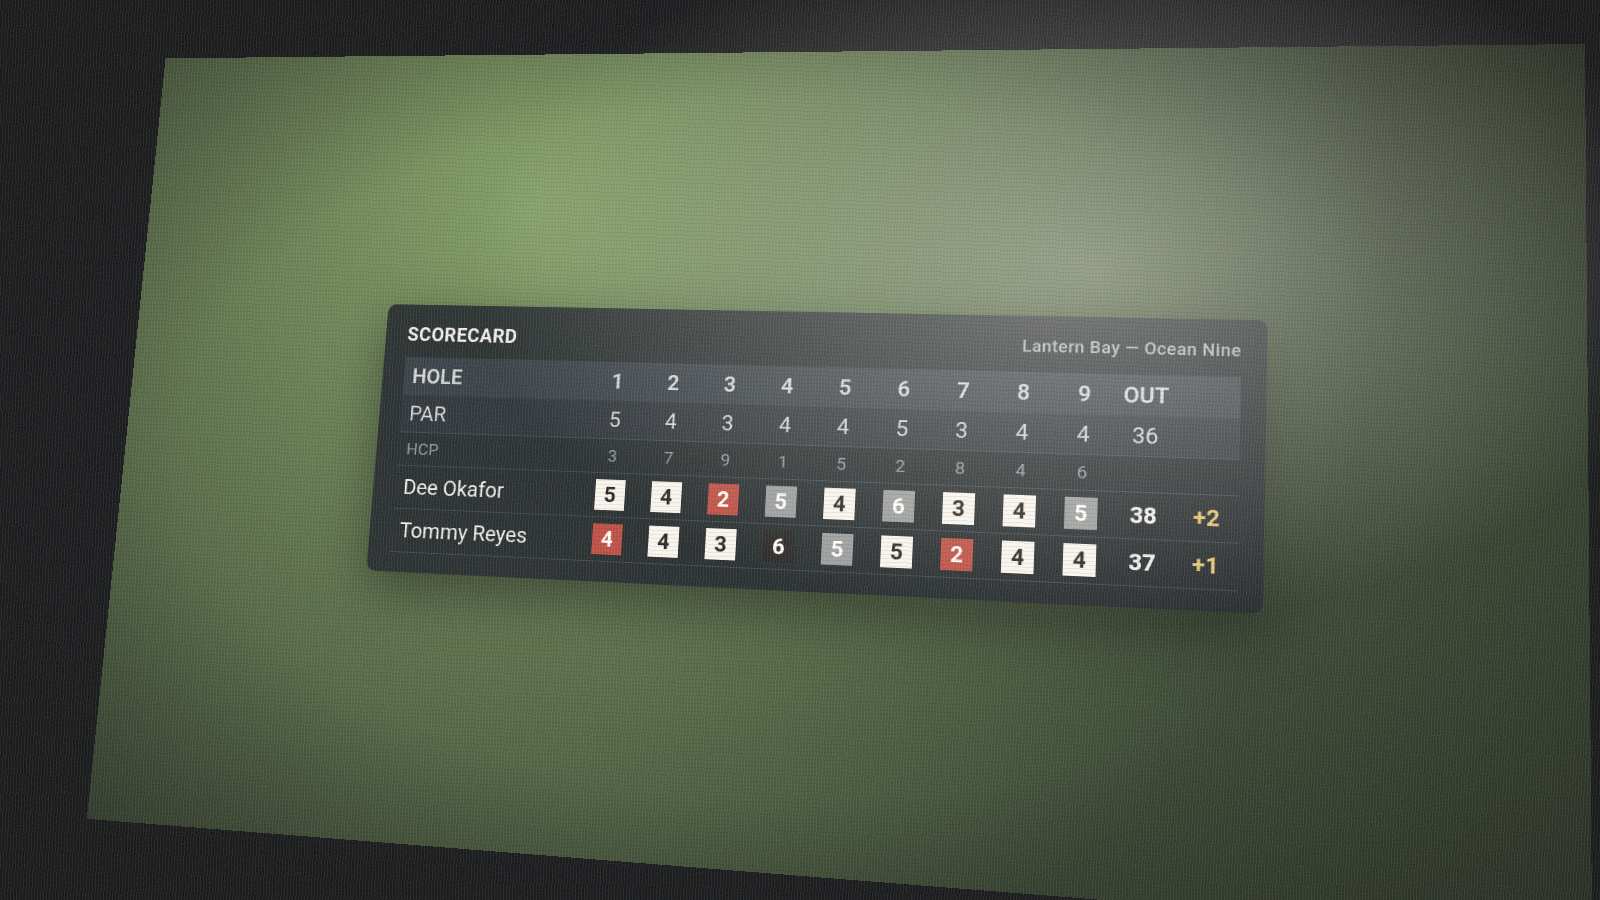 SCORECARD
Lantern Bay — Ocean Nine
HOLE 1 2 3 4 5 6 7 8 9 OUT
PAR 5 4 3 4 4 5 3 4 4 36
HCP 3 7 9 1 5 2 8 4 6
Dee Okafor 5 4 2 5 4 6 3 4 5 38 +2
Tommy Reyes 4 4 3 6 5 5 2 4 4 37 +1